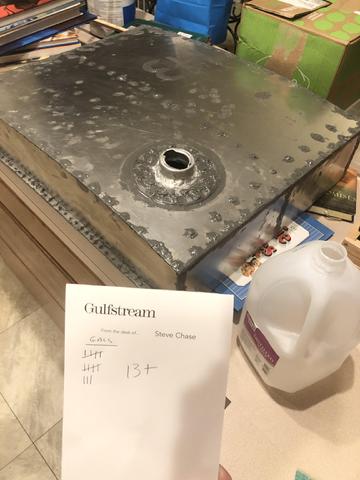 Gulfstream
From the desk of... Steve Chase
GALS
13+